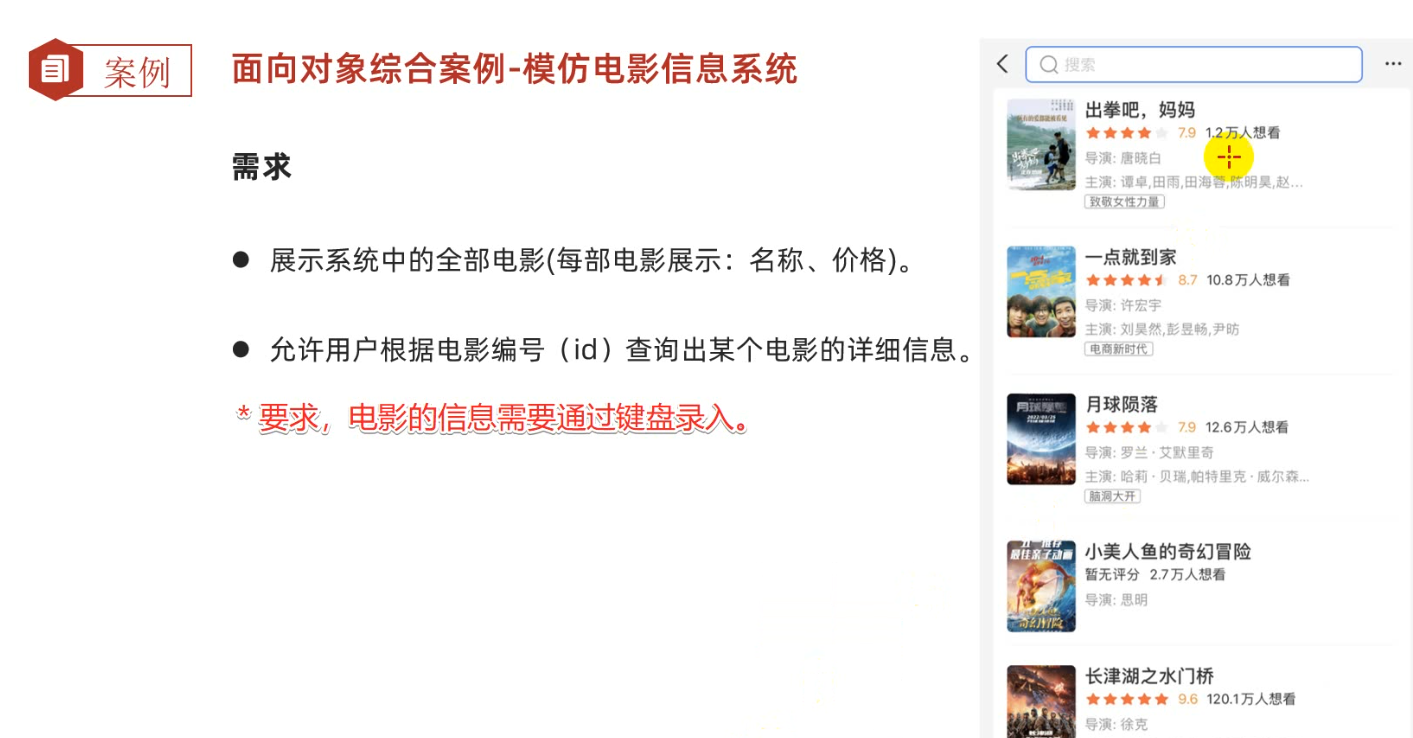 案例
面向对象综合案例-模仿电影信息系统
需求
● 展示系统中的全部电影(每部电影展示：名称、价格)。
● 允许用户根据电影编号（id）查询出某个电影的详细信息。
* 要求，电影的信息需要通过键盘录入。
搜索
出拳吧，妈妈
7.9 1.2万人想看
导演: 唐晓白
主演: 谭卓,田雨,田海蓉,陈明昊,赵...
致敬女性力量
一点就到家
8.7 10.8万人想看
导演: 许宏宇
主演: 刘昊然,彭昱畅,尹昉
电商新时代
月球陨落
7.9 12.6万人想看
导演: 罗兰·艾默里奇
主演: 哈莉·贝瑞,帕特里克·威尔森...
脑洞大开
小美人鱼的奇幻冒险
暂无评分 2.7万人想看
导演: 思明
长津湖之水门桥
9.6 120.1万人想看
导演: 徐克